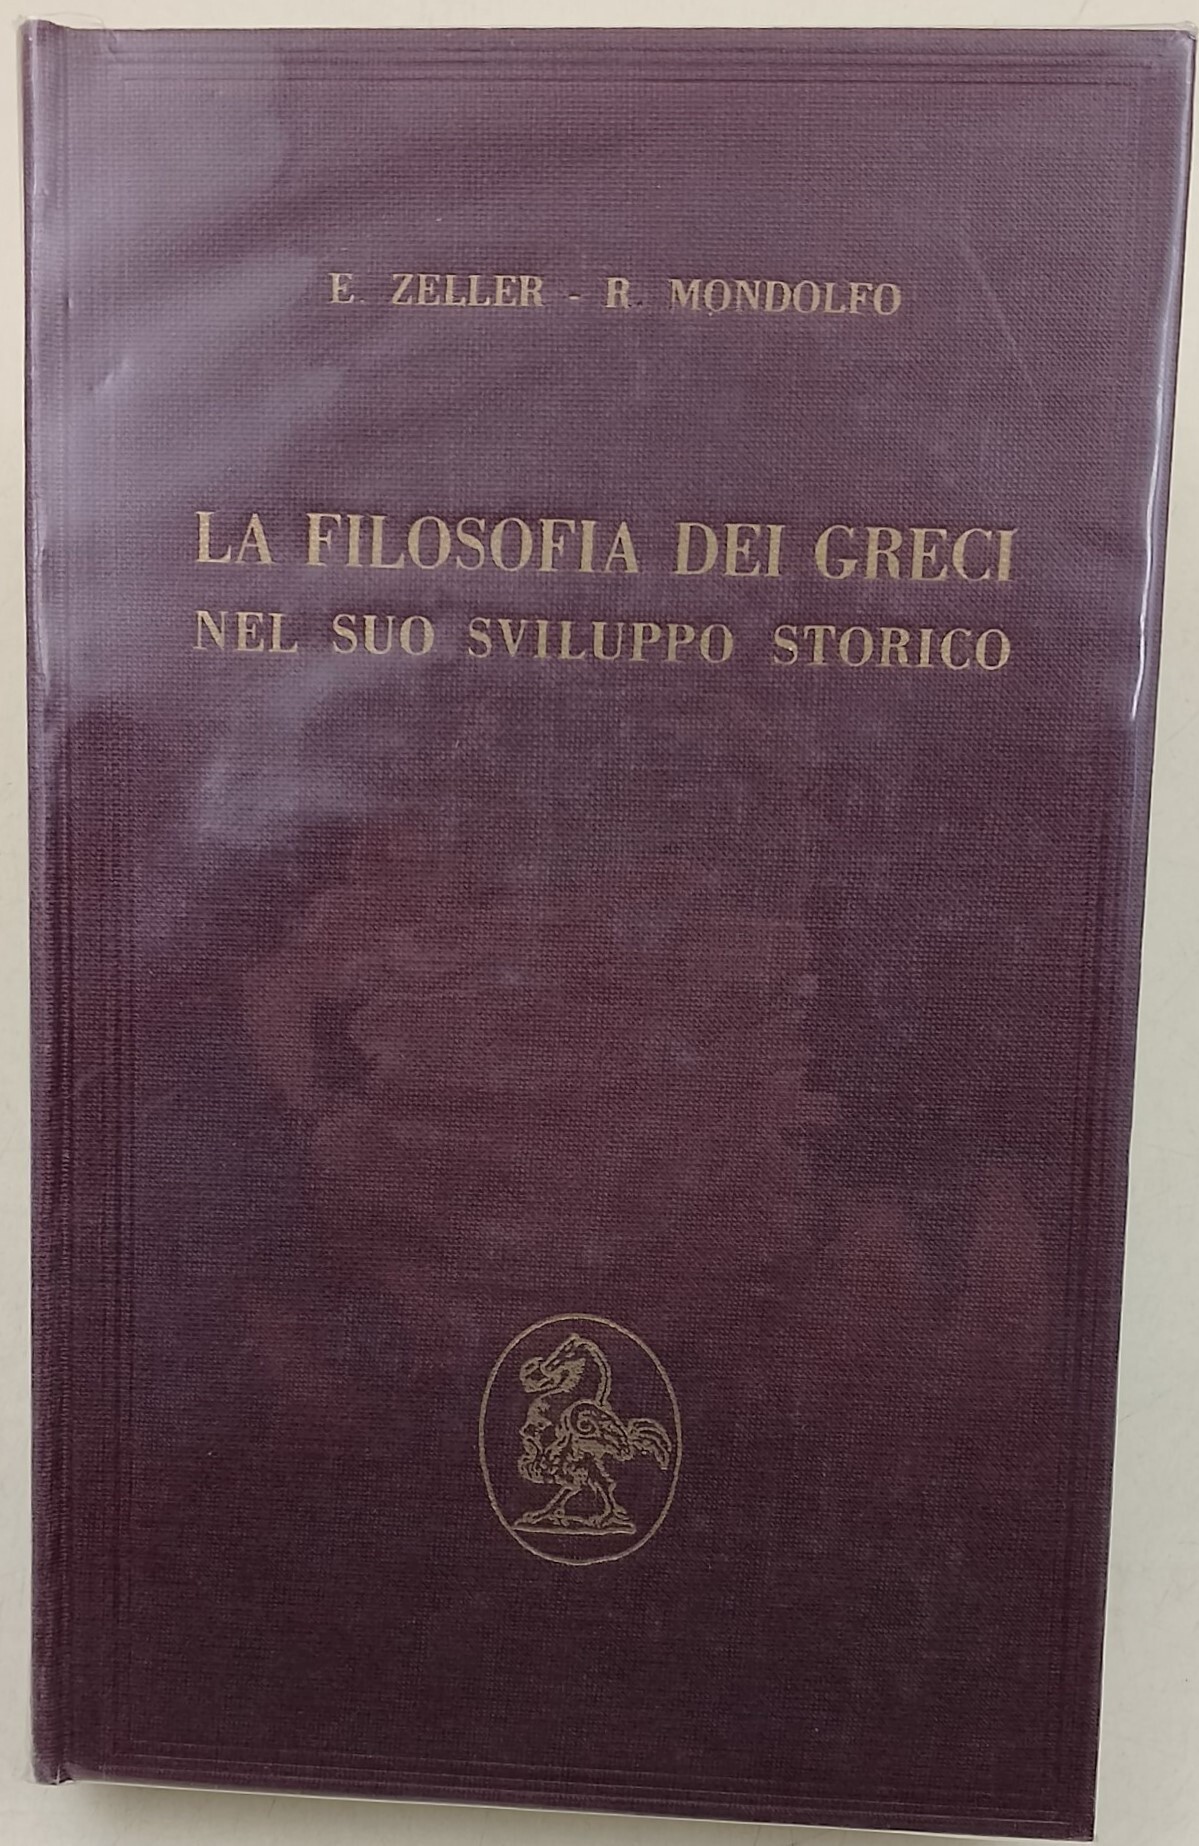 E. ZELLER - R. MONDOLFO
LA FILOSOFIA DEI GRECI
NEL SUO SVILUPPO STORICO